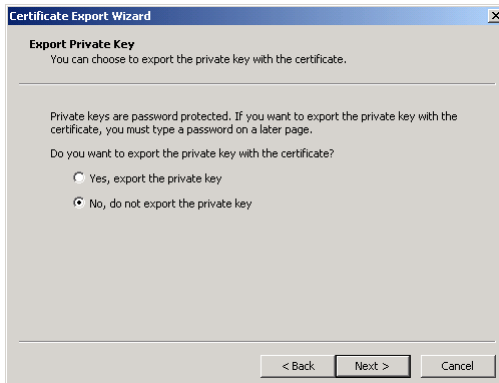 Certificate Export Wizard
Export Private Key
You can choose to export the private key with the certificate.
Private keys are password protected. If you want to export the private key with the
certificate, you must type a password on a later page.
Do you want to export the private key with the certificate?
Yes, export the private key
No, do not export the private key
< Back Next > Cancel